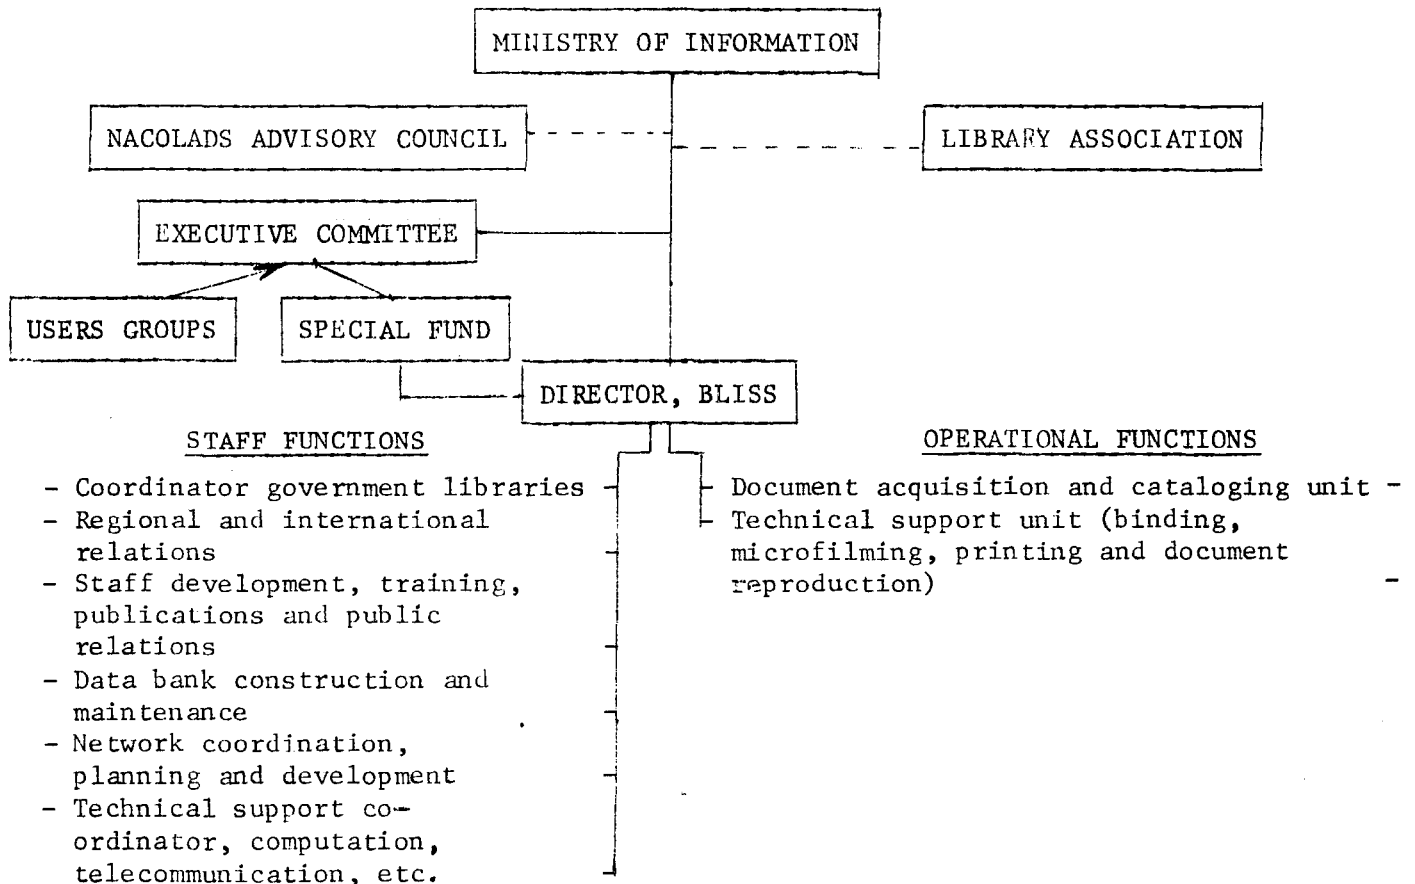 MINISTRY OF INFORMATION
NACOLADS ADVISORY COUNCIL
LIBRARY ASSOCIATION
EXECUTIVE COMMITTEE
USERS GROUPS
SPECIAL FUND
DIRECTOR, BLISS
STAFF FUNCTIONS
- Coordinator government libraries
- Regional and international
relations
- Staff development, training,
publications and public
relations
- Data bank construction and
maintenance
- Network coordination,
planning and development
- Technical support co-
ordinator, computation,
telecommunication, etc.
OPERATIONAL FUNCTIONS
Document acquisition and cataloging unit -
Technical support unit (binding,
microfilming, printing and document
reproduction) -